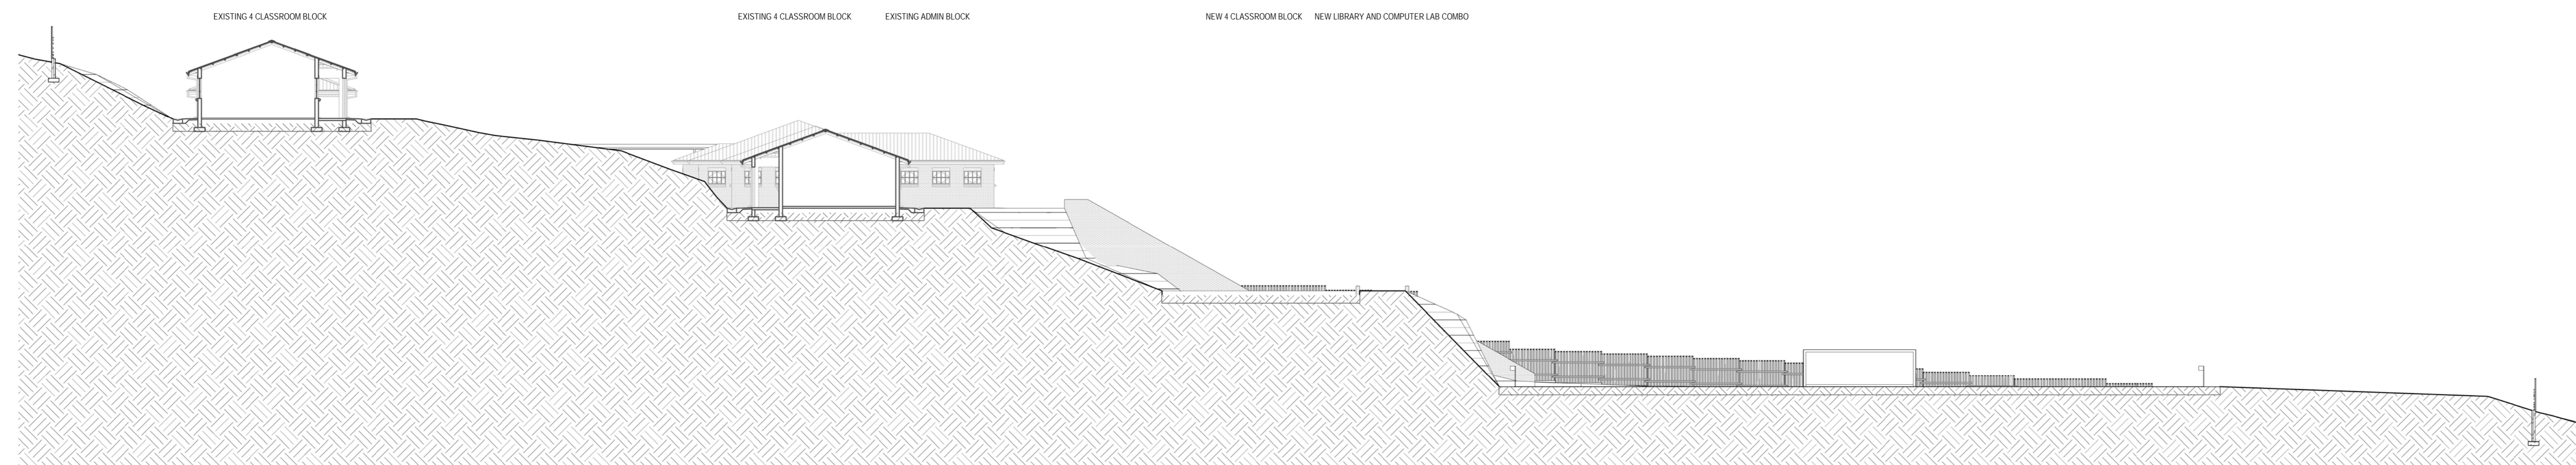 EXISTING 4 CLASSROOM BLOCK
EXISTING 4 CLASSROOM BLOCK
EXISTING ADMIN BLOCK
NEW 4 CLASSROOM BLOCK
NEW LIBRARY AND COMPUTER LAB COMBO